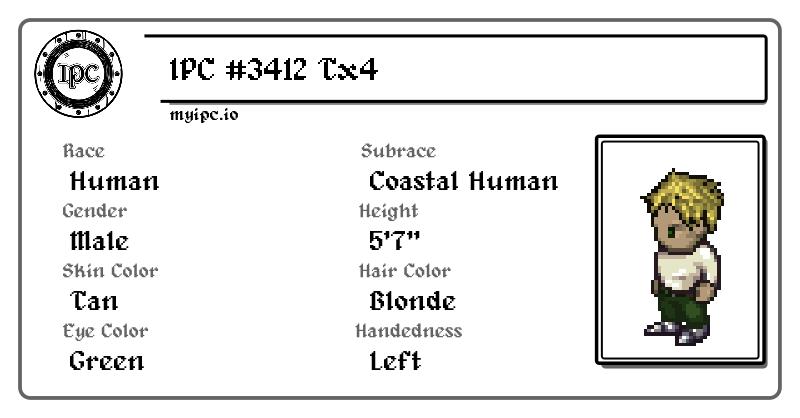 IPC
IPC #3412 Tx4
myipc.io
Race
Subrace
Human
Coastal Human
Gender
Height
Male
5'7"
Skin Color
Hair Color
Tan
Blonde
Eye Color
Handedness
Green
Left